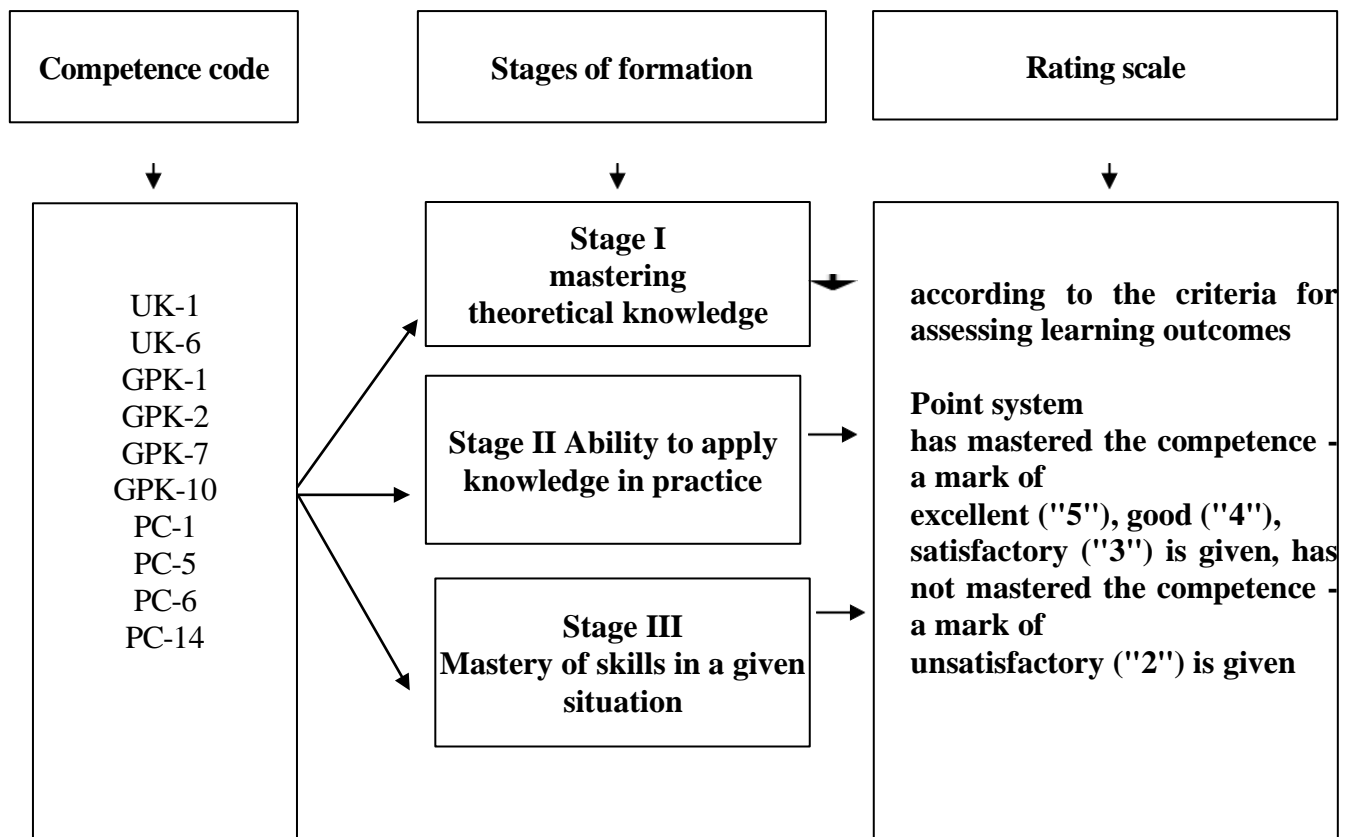 Competence code
Stages of formation
Rating scale
UK-1
UK-6
GPK-1
GPK-2
GPK-7
GPK-10
PC-1
PC-5
PC-6
PC-14
Stage I
mastering
theoretical knowledge
Stage II Ability to apply
knowledge in practice
Stage III
Mastery of skills in a given
situation
according to the criteria for
assessing learning outcomes
Point system
has mastered the competence -
a mark of
excellent ("5"), good ("4"),
satisfactory ("3") is given, has
not mastered the competence -
a mark of
unsatisfactory ("2") is given